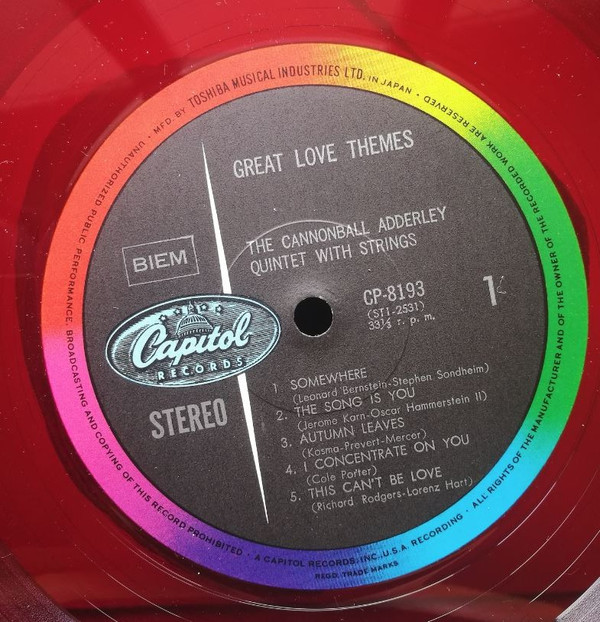 MFD. BY TOSHIBA MUSICAL INDUSTRIES LTD. IN JAPAN · ALL RIGHTS OF THE MANUFACTURER AND OF THE OWNER OF THE RECORDED WORK ARE RESERVED
UNAUTHORIZED PUBLIC PERFORMANCE, BROADCASTING AND COPYING OF THIS RECORD PROHIBITED · A CAPITOL RECORDS, INC., U.S.A. RECORDING ·
REGD. TRADE MARKS
GREAT LOVE THEMES
THE CANNONBALL ADDERLEY
QUINTET WITH STRINGS
BIEM
CP-8193
(ST1-2531)
33⅓ r. p. m.
1
Capitol
RECORDS
STEREO
1 SOMEWHERE
(Leonard Bernstein-Stephen Sondheim)
2. THE SONG IS YOU
(Jerome Karn-Oscar Hammerstein II)
3. AUTUMN LEAVES
(Kosma-Prevert-Mercer)
4. I CONCENTRATE ON YOU
(Cole Porter)
5. THIS CAN'T BE LOVE
(Richard Rodgers-Lorenz Hart)